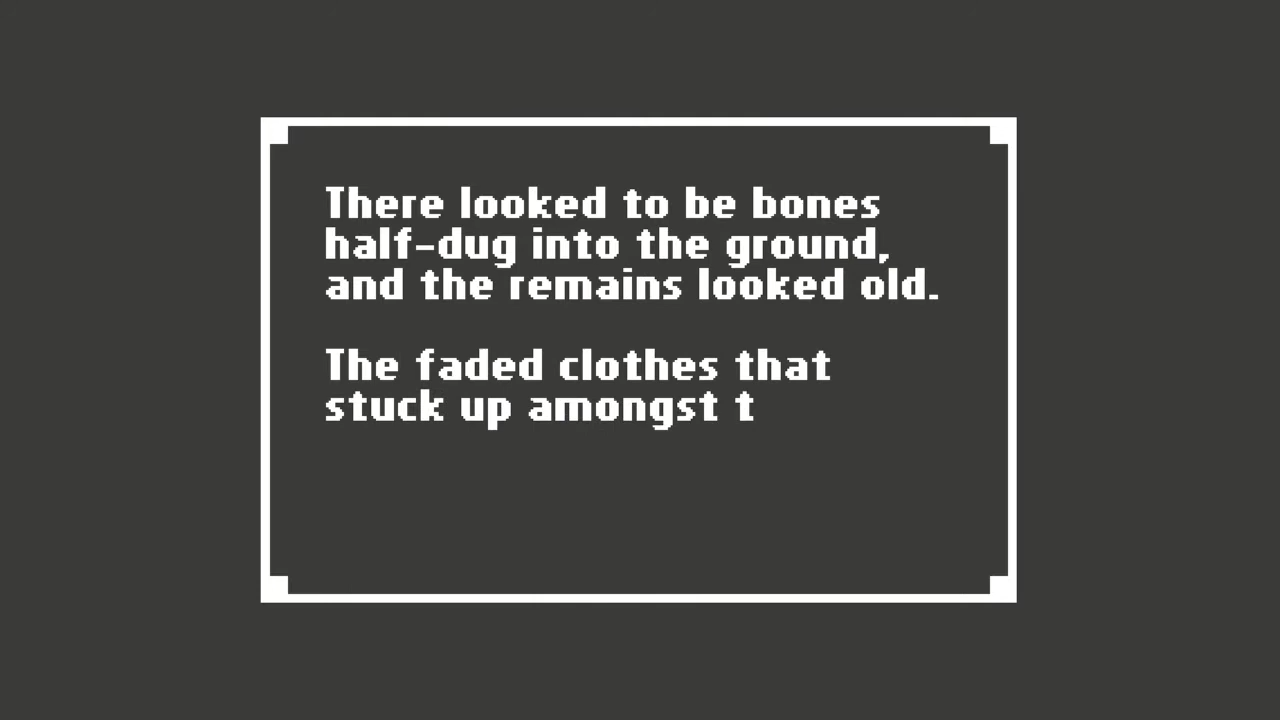 There looked to be bones
half-dug into the ground,
and the remains looked old.
The faded clothes that
stuck up amongst t